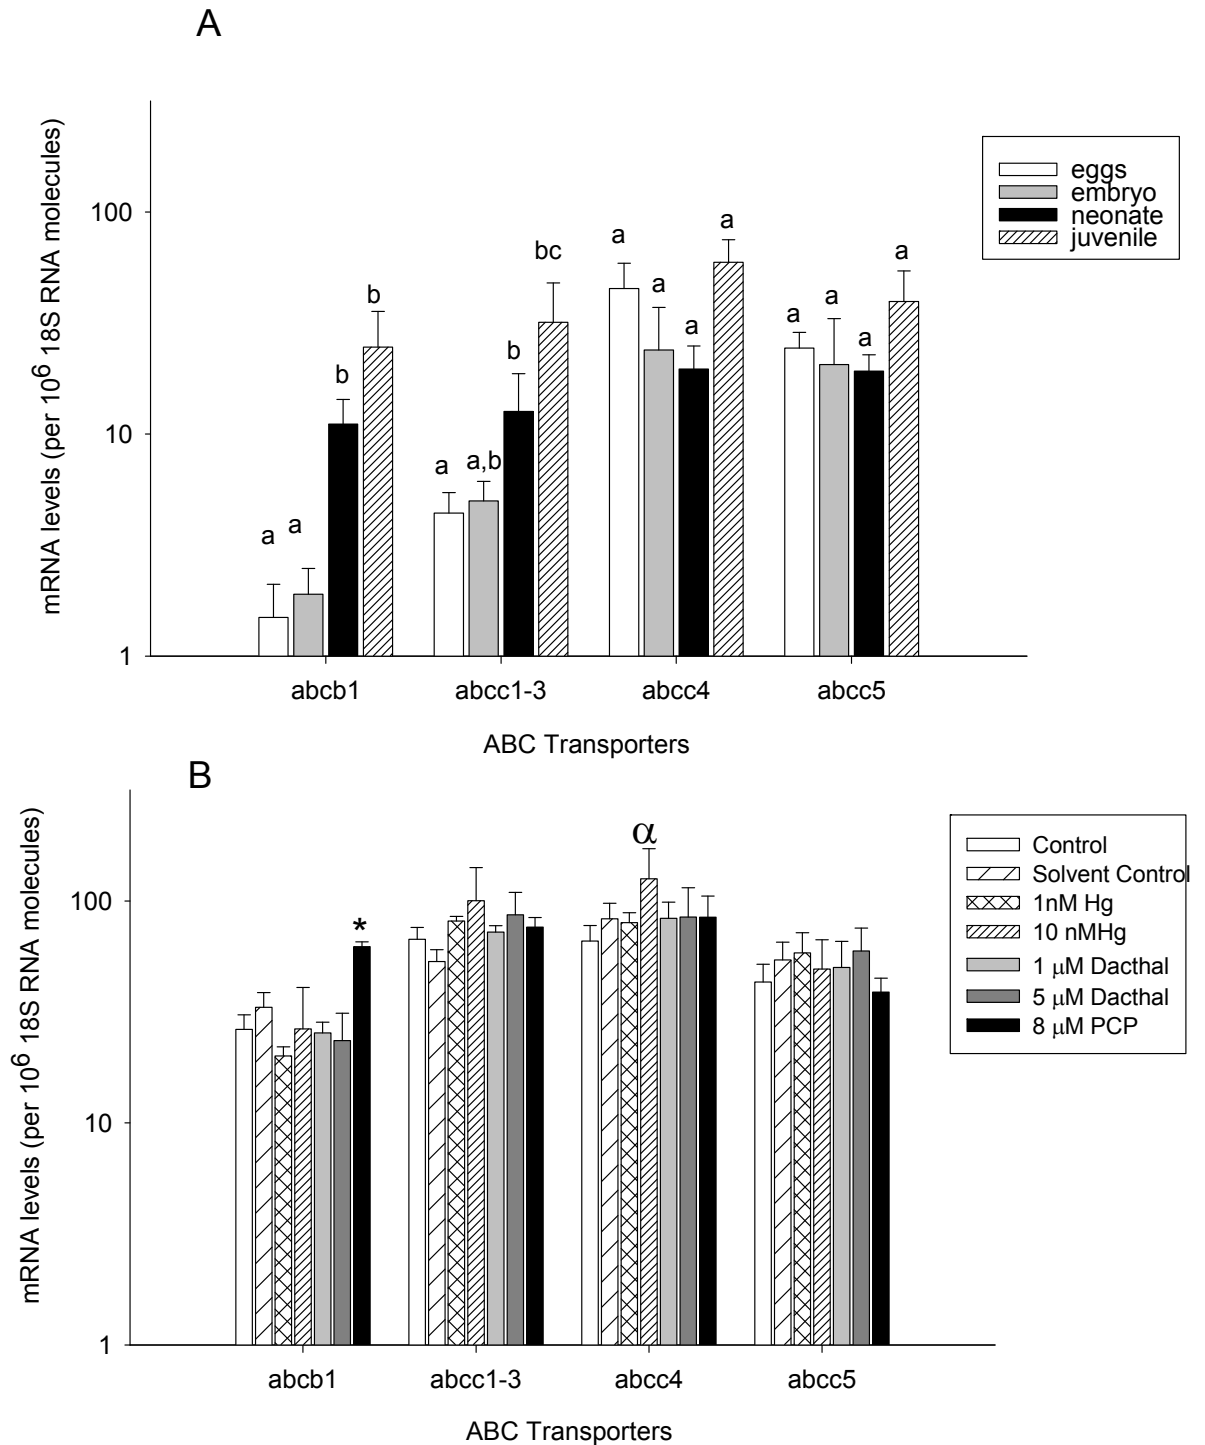 A
mRNA levels (per 10⁶ 18S RNA molecules)
100
10
1
a a b b
a a,b b bc
a a a a
a a a a
eggs
embryo
neonate
juvenile
abcb1 abcc1-3 abcc4 abcc5
ABC Transporters
B
mRNA levels (per 10⁶ 18S RNA molecules)
100
10
1
*
α
Control
Solvent Control
1nM Hg
10 nMHg
1 μM Dacthal
5 μM Dacthal
8 μM PCP
abcb1 abcc1-3 abcc4 abcc5
ABC Transporters